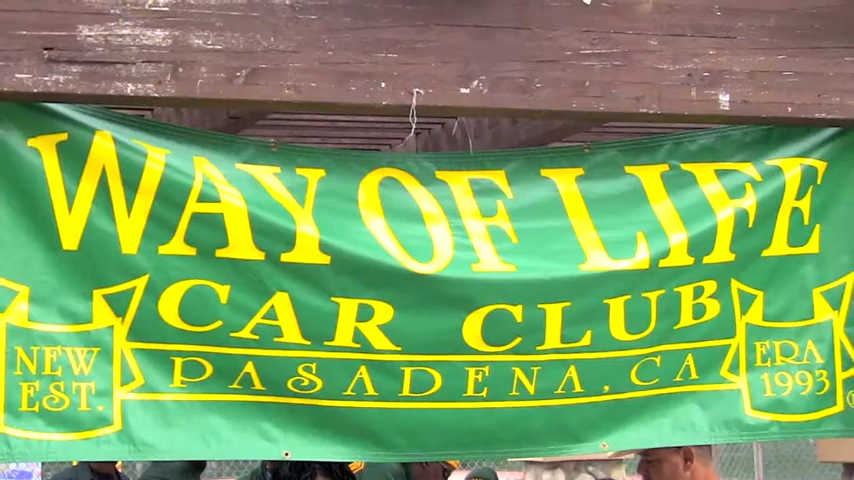 WAY OF LIFE
CAR CLUB
PASADENA, CA
NEW
EST.
ERA
1993